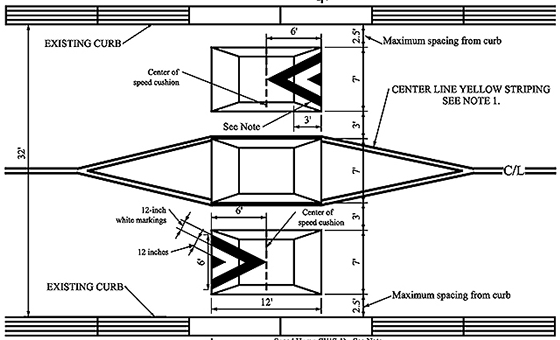 6'
2.5'
EXISTING CURB
Maximum spacing from curb
Center of
speed cushion
7'
CENTER LINE YELLOW STRIPING
SEE NOTE 1.
See Note
3'
3'
32'
7'
C/L
12-inch
white markings
6'
Center of
speed cushion
3'
12 inches
6'
7'
EXISTING CURB
12'
2.5'
Maximum spacing from curb